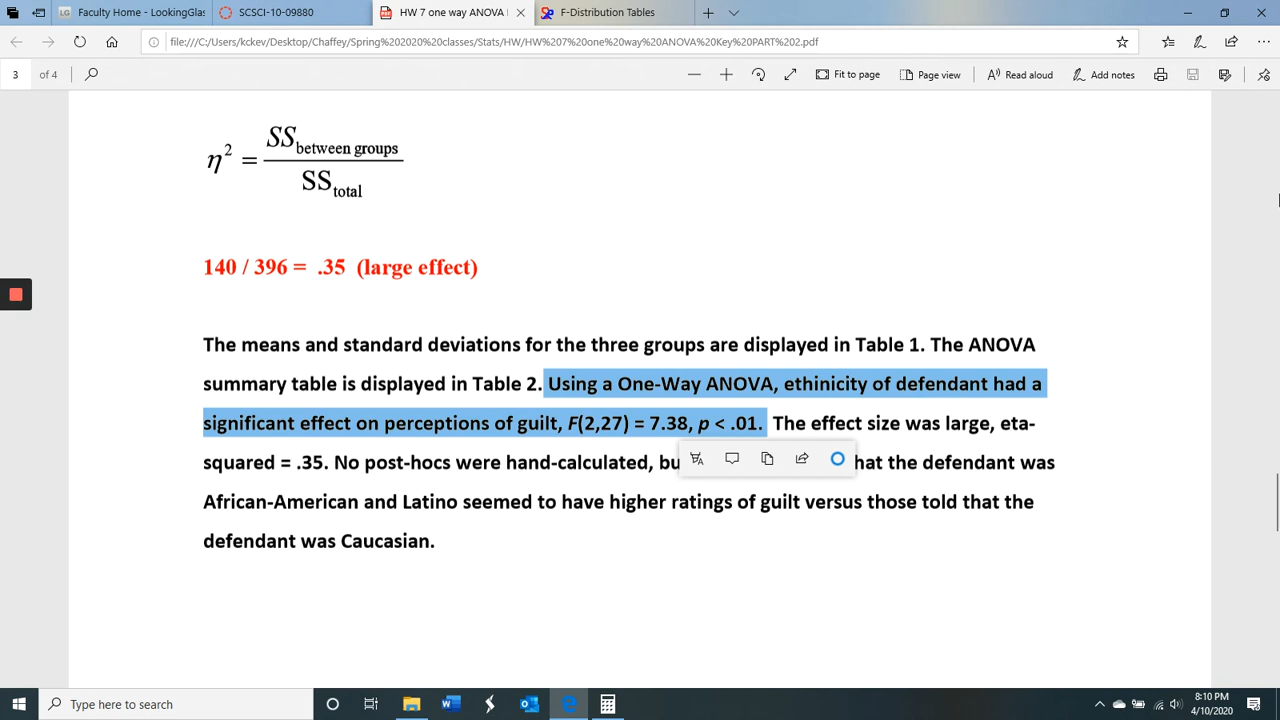 Faculty Home - LookingGlas
SCSCI-10-09880
HW 7 one way ANOVA
F-Distribution Tables
file:///C:/Users/kckev/Desktop/Chaffey/Spring%202020%20classes/Stats/HW/HW%207%20one%20way%20ANOVA%20Key%20PART%202.pdf
3 of 4 Fit to page Page view Read aloud Add notes
η2 = SSbetween groups
SStotal
140 / 396 = .35 (large effect)
The means and standard deviations for the three groups are displayed in Table 1. The ANOVA
summary table is displayed in Table 2. Using a One-Way ANOVA, ethinicity of defendant had a
significant effect on perceptions of guilt, F(2,27) = 7.38, p < .01. The effect size was large, eta-
squared = .35. No post-hocs were hand-calculated, bu hat the defendant was
African-American and Latino seemed to have higher ratings of guilt versus those told that the
defendant was Caucasian.
Type here to search
8:10 PM
4/10/2020